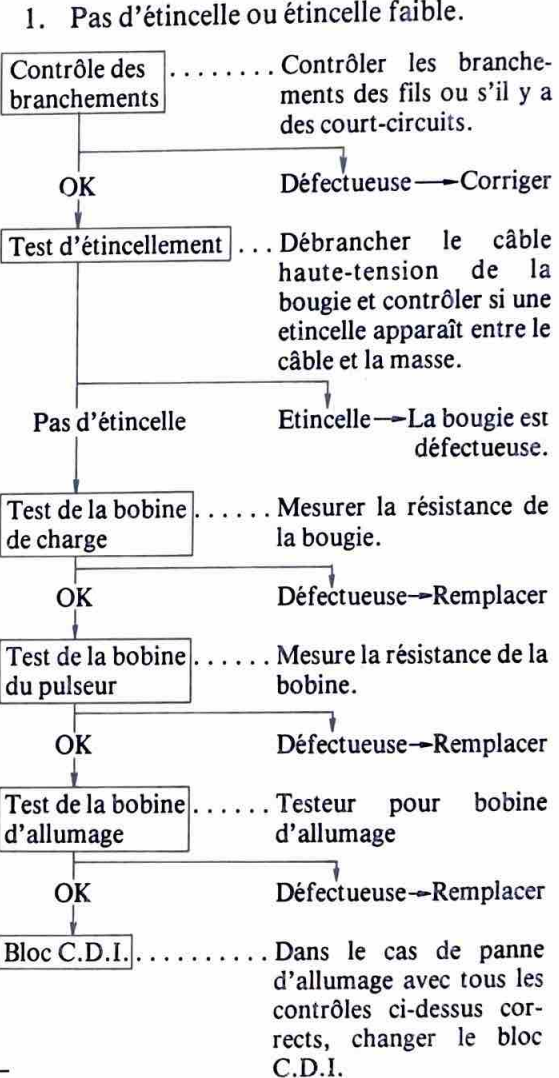 1. Pas d'étincelle ou étincelle faible.
Contrôle des ........ Contrôler les branche-
branchements ments des fils ou s'il y a
des court-circuits.
OK Défectueuse→Corriger
Test d'étincellement ... Débrancher le câble
haute-tension de la
bougie et contrôler si une
etincelle apparaît entre le
câble et la masse.
Pas d'étincelle Etincelle→La bougie est
défectueuse.
Test de la bobine ...... Mesurer la résistance de
de charge la bougie.
OK Défectueuse→Remplacer
Test de la bobine ...... Mesure la résistance de la
du pulseur bobine.
OK Défectueuse→Remplacer
Test de la bobine ...... Testeur pour bobine
d'allumage d'allumage
OK Défectueuse→Remplacer
Bloc C.D.I. .......... Dans le cas de panne
d'allumage avec tous les
contrôles ci-dessus cor-
rects, changer le bloc
C.D.I.